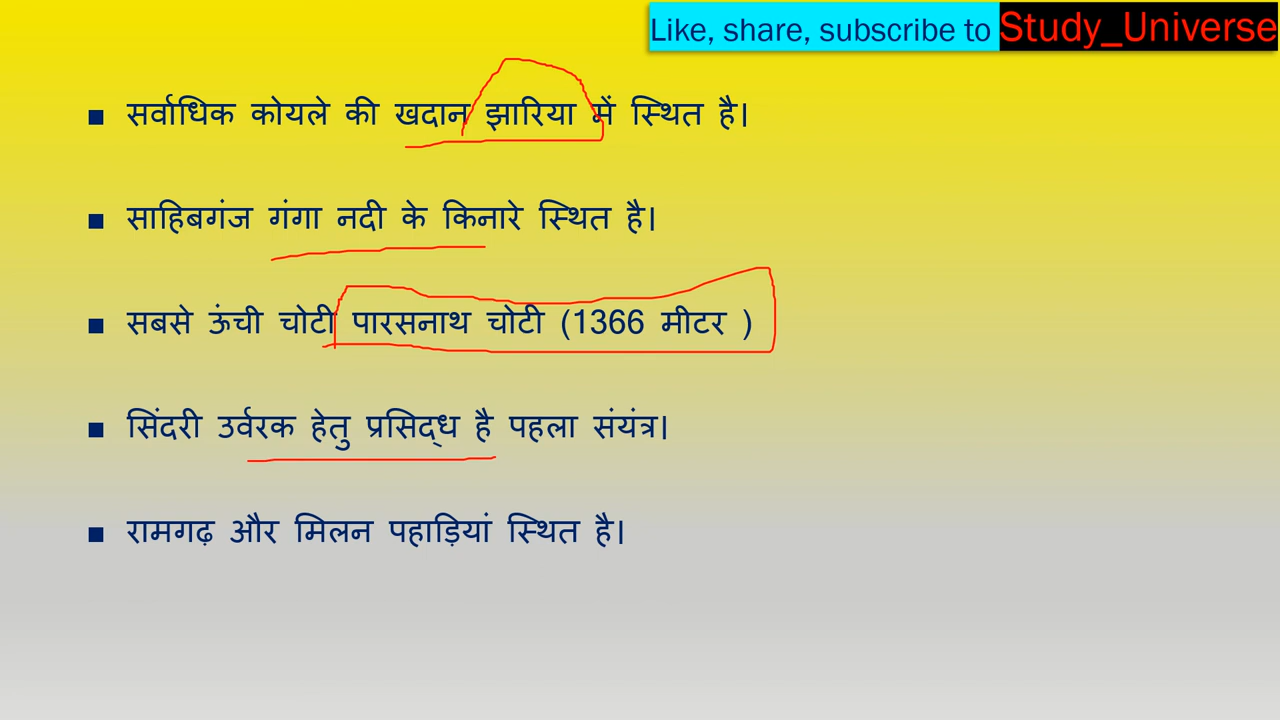 Like, share, subscribe to Study_Universe
▪ सर्वाधिक कोयले की खदान झारिया में स्थित है।
▪ साहिबगंज गंगा नदी के किनारे स्थित है।
▪ सबसे ऊंची चोटी पारसनाथ चोटी (1366 मीटर )
▪ सिंदरी उर्वरक हेतु प्रसिद्ध है पहला संयंत्र।
▪ रामगढ़ और मिलन पहाड़ियां स्थित है।